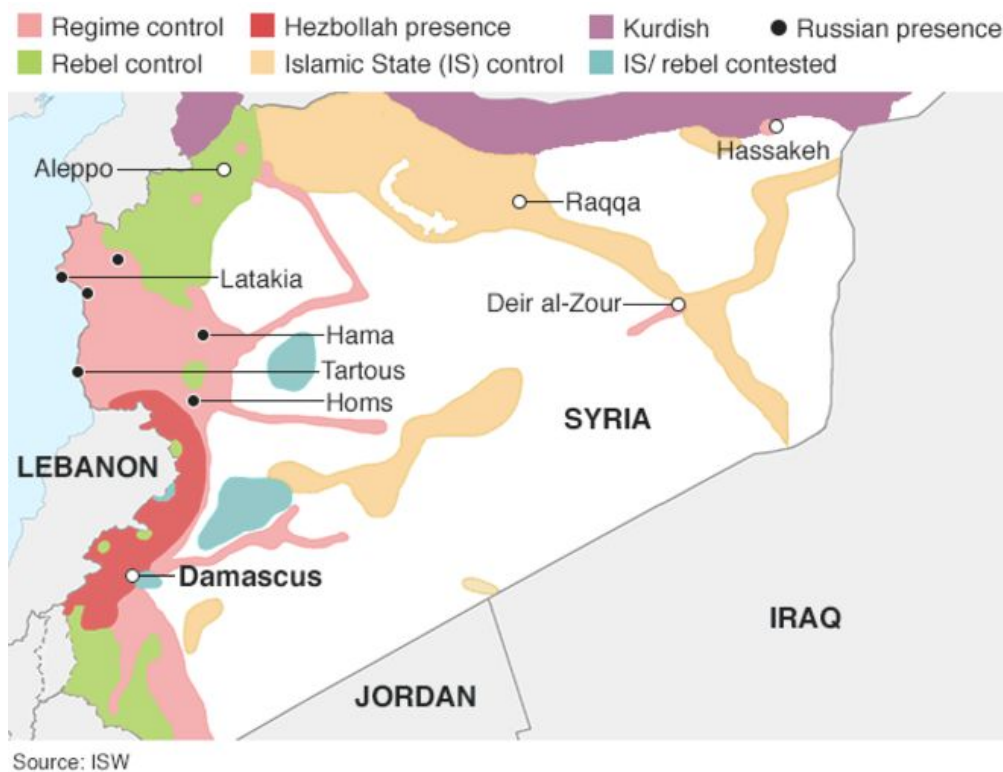 Regime control
Hezbollah presence
Kurdish
Russian presence
Rebel control
Islamic State (IS) control
IS/ rebel contested
Aleppo
Hassakeh
Raqqa
Latakia
Deir al-Zour
Hama
Tartous
Homs
SYRIA
LEBANON
Damascus
IRAQ
JORDAN
Source: ISW